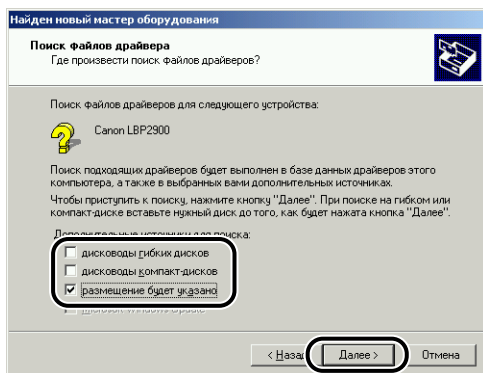 Найден новый мастер оборудования
Поиск файлов драйвера
Где произвести поиск файлов драйверов?
Поиск файлов драйверов для следующего устройства:
Canon LBP2900
Поиск подходящих драйверов будет выполнен в базе данных драйверов этого
компьютера, а также в выбранных вами дополнительных источниках.
Чтобы приступить к поиску, нажмите кнопку "Далее". При поиске на гибком или
компакт-диске вставьте нужный диск до того, как будет нажата кнопка "Далее".
Дополнительные источники для поиска:
дисководы гибких дисков
дисководы компакт-дисков
размещение будет указано
Microsoft Windows Update
< Назад
Далее >
Отмена